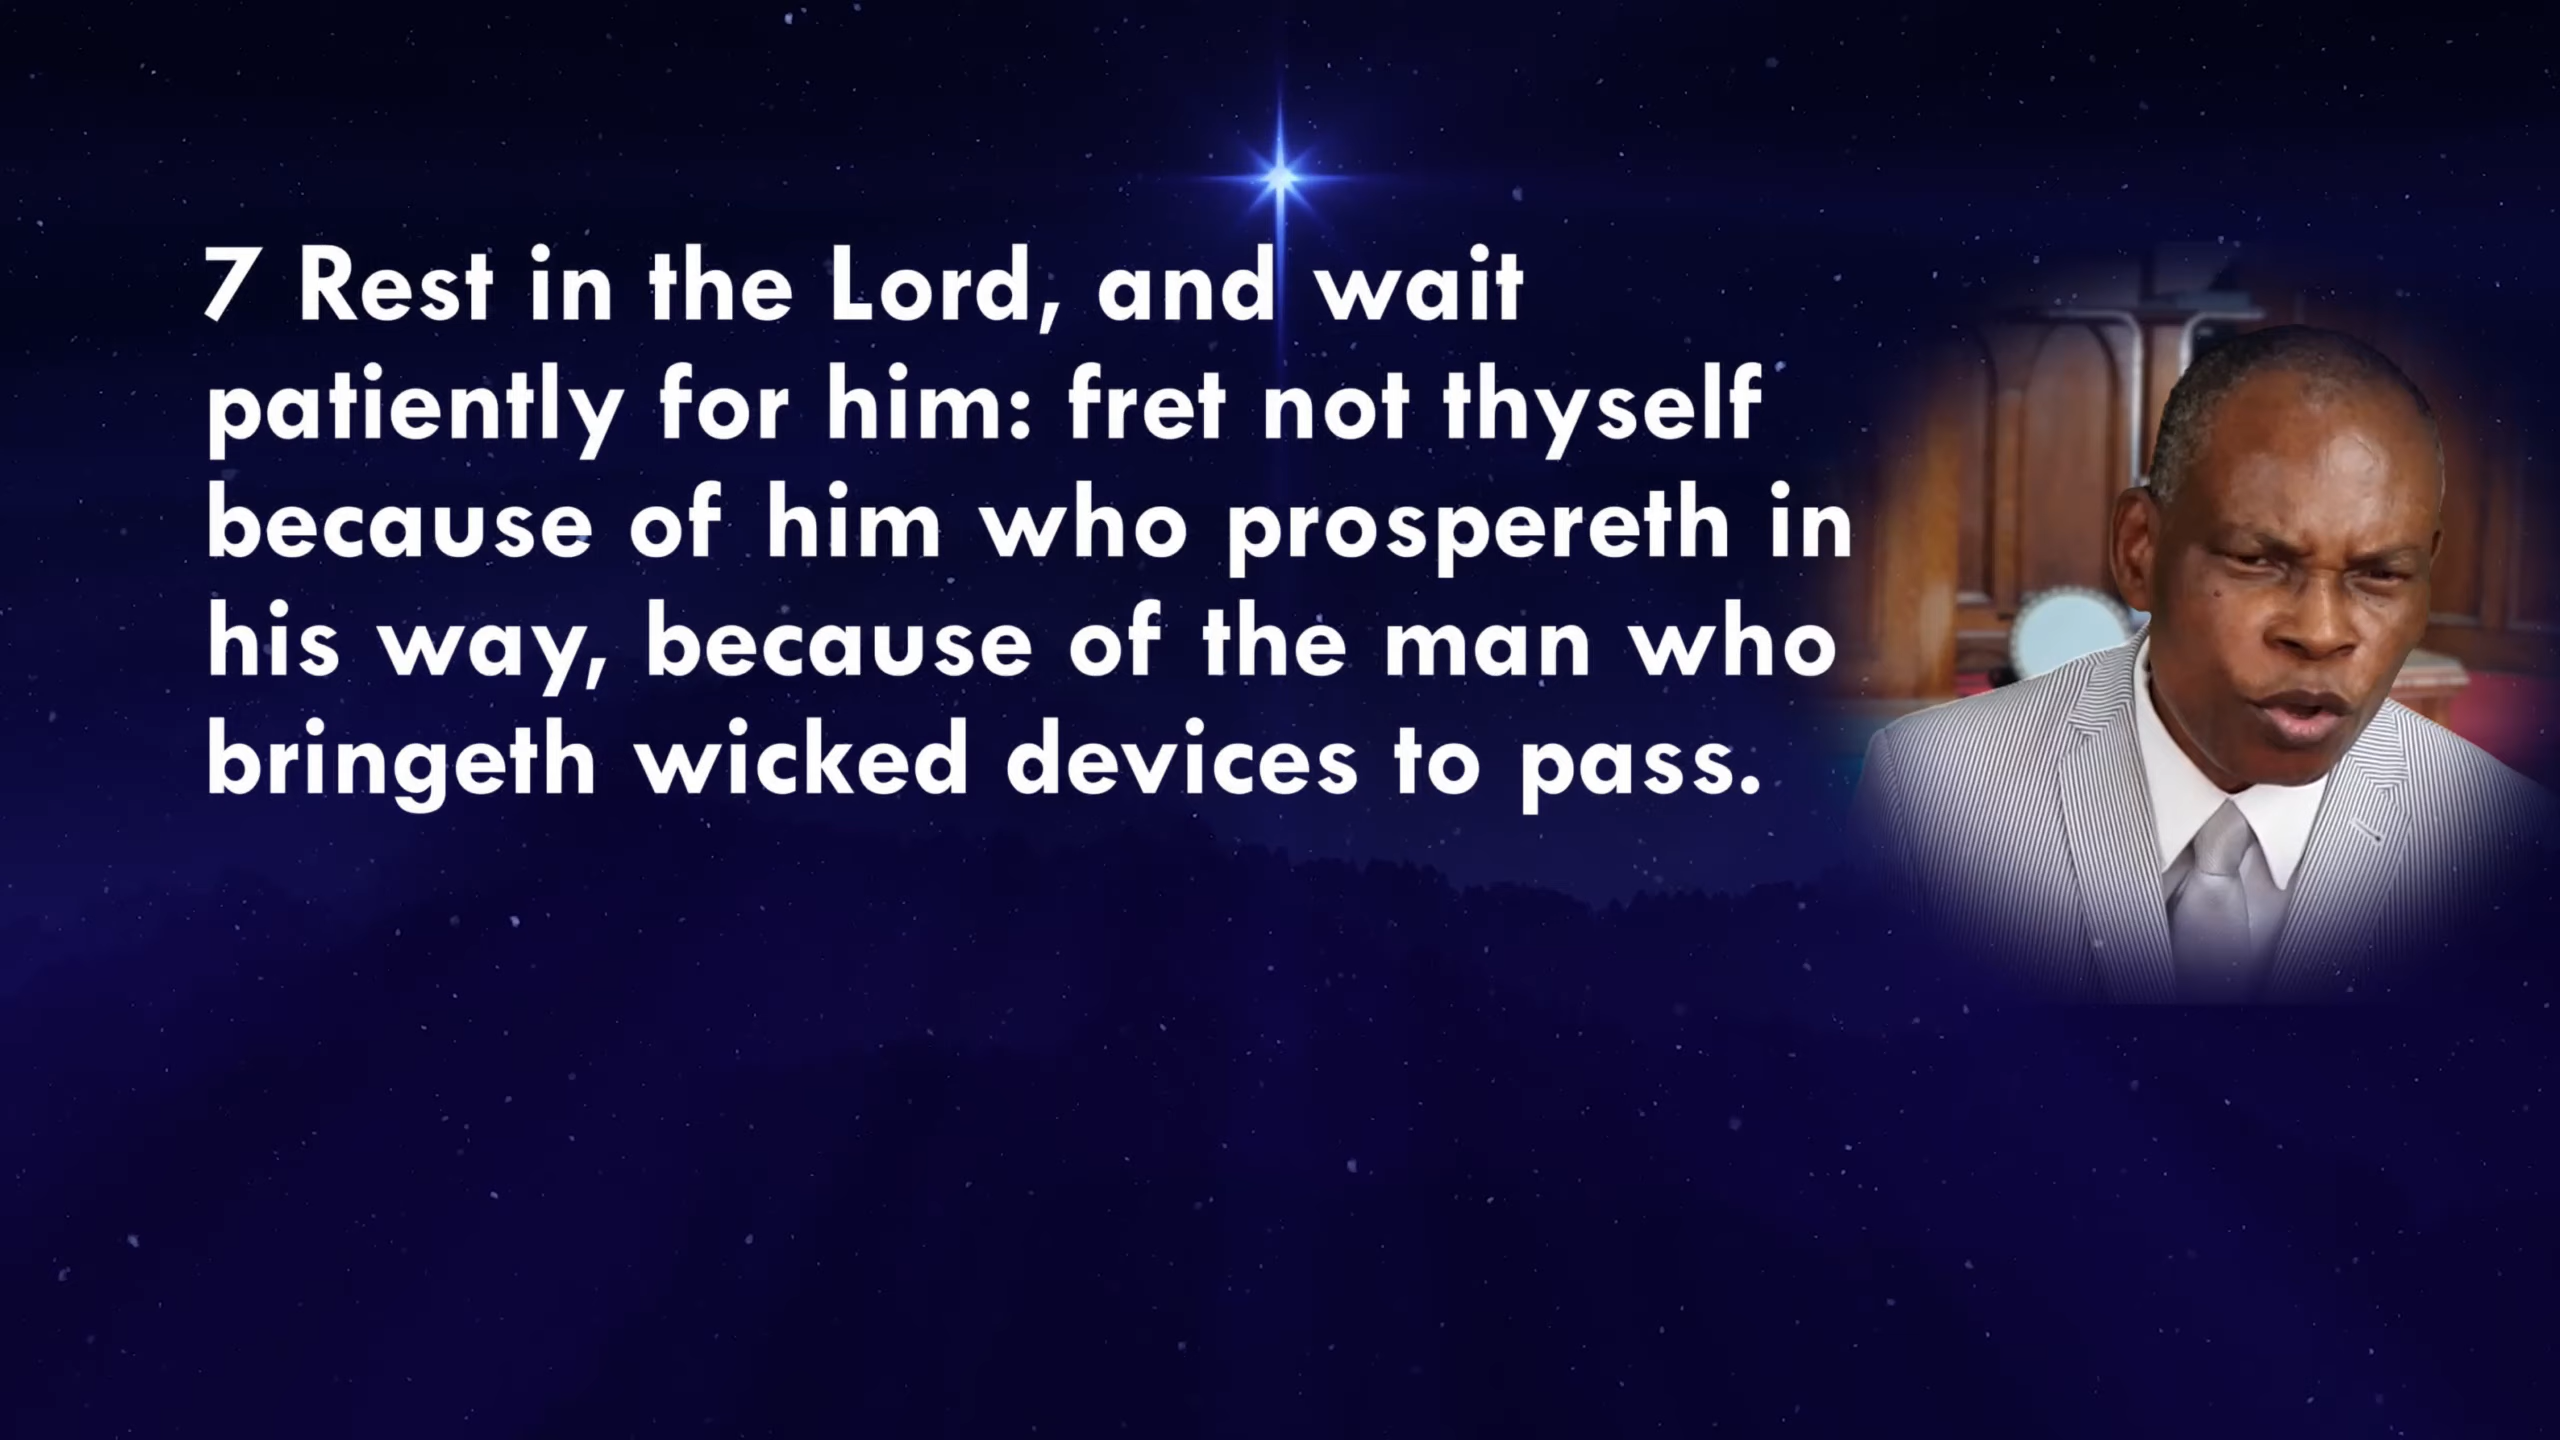 7 Rest in the Lord, and wait
patiently for him: fret not thyself
because of him who prospereth in
his way, because of the man who
bringeth wicked devices to pass.